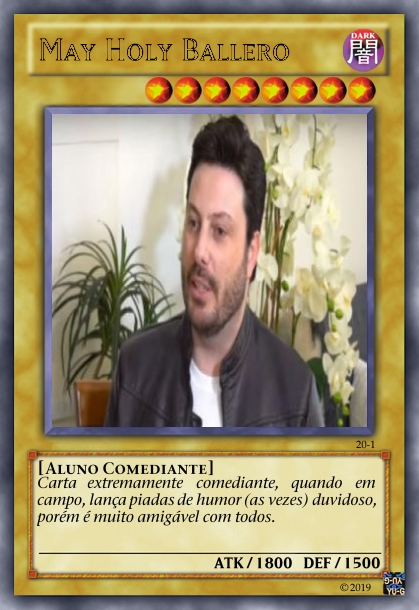 May Holy Ballero
DARK
闇
20-1
[Aluno Comediante]
Carta extremamente comediante, quando em
campo, lança piadas de humor (as vezes) duvidoso,
porém é muito amigável com todos.
ATK / 1800 DEF / 1500
©2019
YU-G